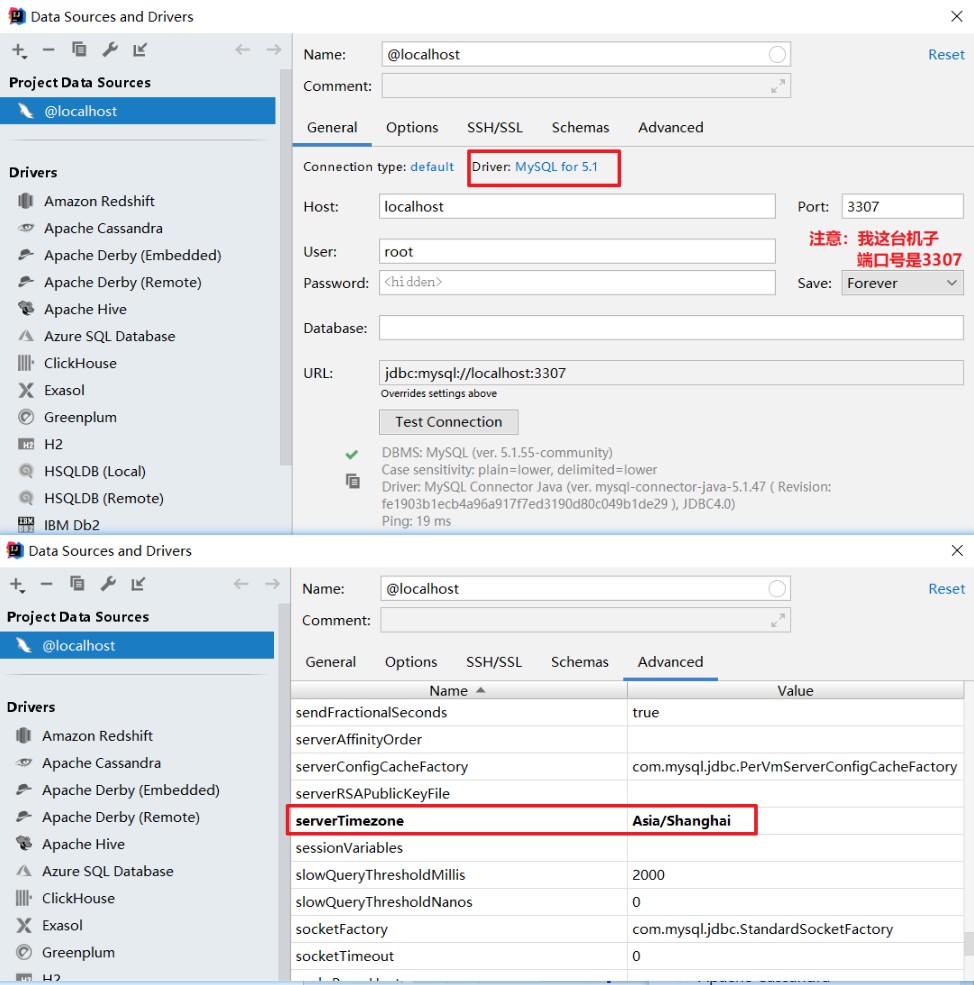 Data Sources and Drivers
Project Data Sources
@localhost
Drivers
Amazon Redshift
Apache Cassandra
Apache Derby (Embedded)
Apache Derby (Remote)
Apache Hive
Azure SQL Database
ClickHouse
Exasol
Greenplum
H2
HSQLDB (Local)
HSQLDB (Remote)
IBM Db2
Name: @localhost
Reset
Comment:
General Options SSH/SSL Schemas Advanced
Connection type: default Driver: MySQL for 5.1
Host: localhost Port: 3307
注意：我这台机子
端口号是3307
User: root
Password: <hidden> Save: Forever
Database:
URL: jdbc:mysql://localhost:3307
Overrides settings above
Test Connection
DBMS: MySQL (ver. 5.1.55-community)
Case sensitivity: plain=lower, delimited=lower
Driver: MySQL Connector Java (ver. mysql-connector-java-5.1.47 ( Revision:
fe1903b1ecb4a96a917f7ed3190d80c049b1de29 ), JDBC4.0)
Ping: 19 ms
Data Sources and Drivers
Project Data Sources
@localhost
Drivers
Amazon Redshift
Apache Cassandra
Apache Derby (Embedded)
Apache Derby (Remote)
Apache Hive
Azure SQL Database
ClickHouse
Exasol
Greenplum
H2
Name: @localhost
Reset
Comment:
General Options SSH/SSL Schemas Advanced
Name Value
sendFractionalSeconds true
serverAffinityOrder
serverConfigCacheFactory com.mysql.jdbc.PerVmServerConfigCacheFactory
serverRSAPublicKeyFile
serverTimezone Asia/Shanghai
sessionVariables
slowQueryThresholdMillis 2000
slowQueryThresholdNanos 0
socketFactory com.mysql.jdbc.StandardSocketFactory
socketTimeout 0